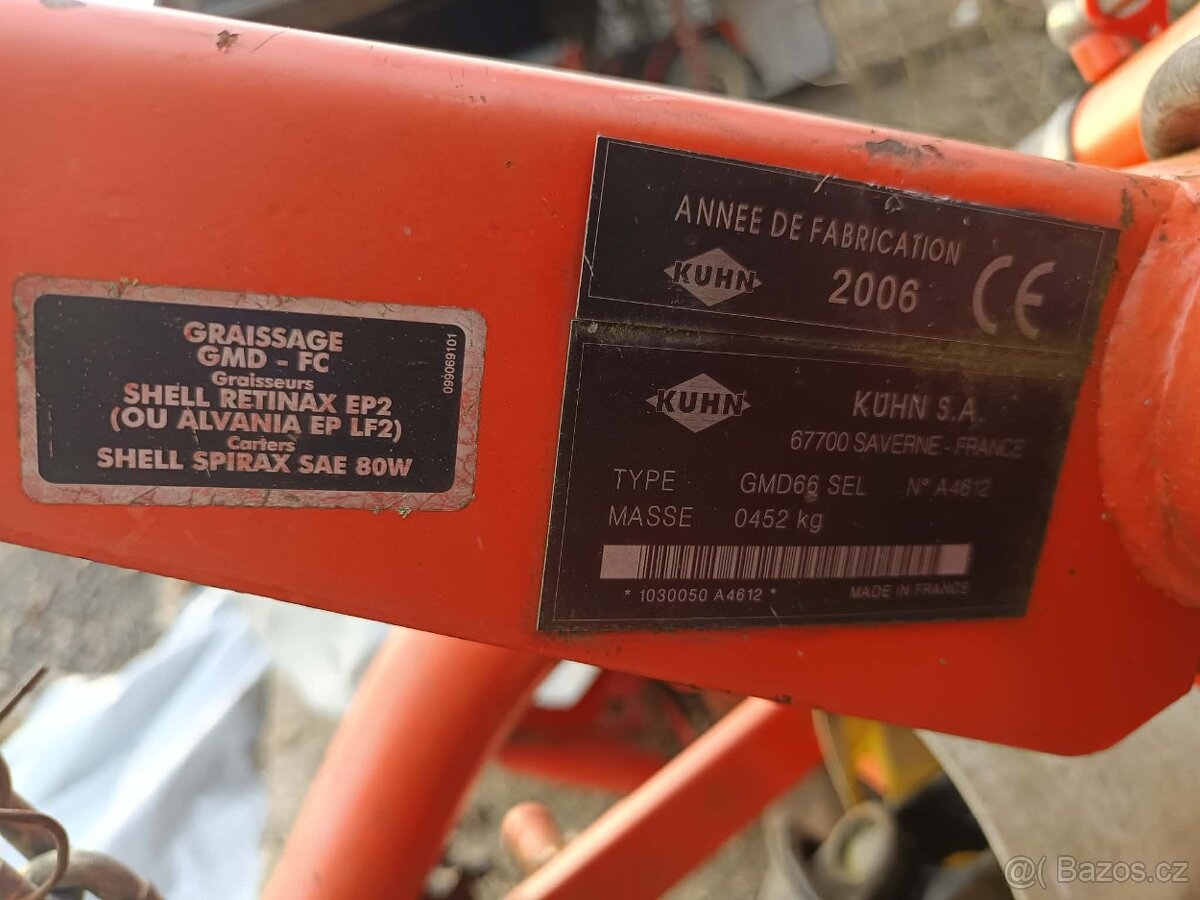 GRAISSAGE
GMD - FC
Graisseurs
SHELL RETINAX EP2
(OU ALVANIA EP LF2)
Carters
SHELL SPIRAX SAE 80W
099069101
ANNEE DE FABRICATION
KUHN 2006 CE
KUHN KUHN S.A.
67700 SAVERNE - FRANCE
TYPE GMD66 SEL N° A4612
MASSE 0452 kg
* 1030050 A4612 * MADE IN FRANCE
@( Bazos.cz